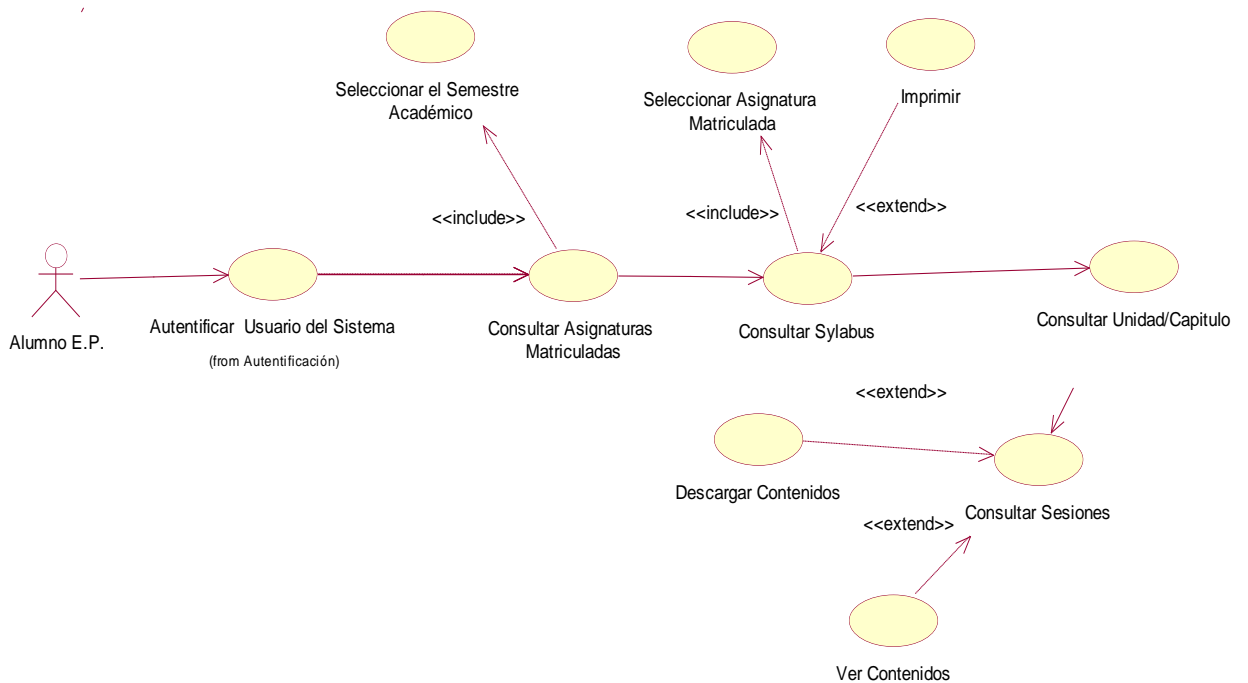 Seleccionar el Semestre
Académico
Seleccionar Asignatura
Matriculada
Imprimir
<<include>>
<<include>>
<<extend>>
Alumno E.P.
Autentificar Usuario del Sistema
(from Autentificación)
Consultar Asignaturas
Matriculadas
Consultar Sylabus
Consultar Unidad/Capitulo
<<extend>>
Descargar Contenidos
Consultar Sesiones
<<extend>>
Ver Contenidos